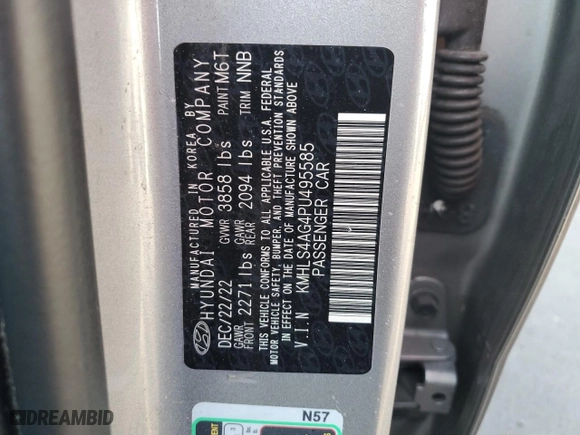 MANUFACTURED IN KOREA BY
HYUNDAI MOTOR COMPANY
DEC/22/22 GVWR 3858 lbs PAINT M6T
GAWR FRONT 2271 lbs GAWR REAR 2094 lbs TRIM NNB
THIS VEHICLE CONFORMS TO ALL APPLICABLE U.S.A. FEDERAL
MOTOR VEHICLE SAFETY, BUMPER, AND THEFT PREVENTION STANDARDS
IN EFFECT ON THE DATE OF MANUFACTURE SHOWN ABOVE
V.I.N KMHLS4AG4PU495585
PASSENGER CAR
N57
DREAMBID